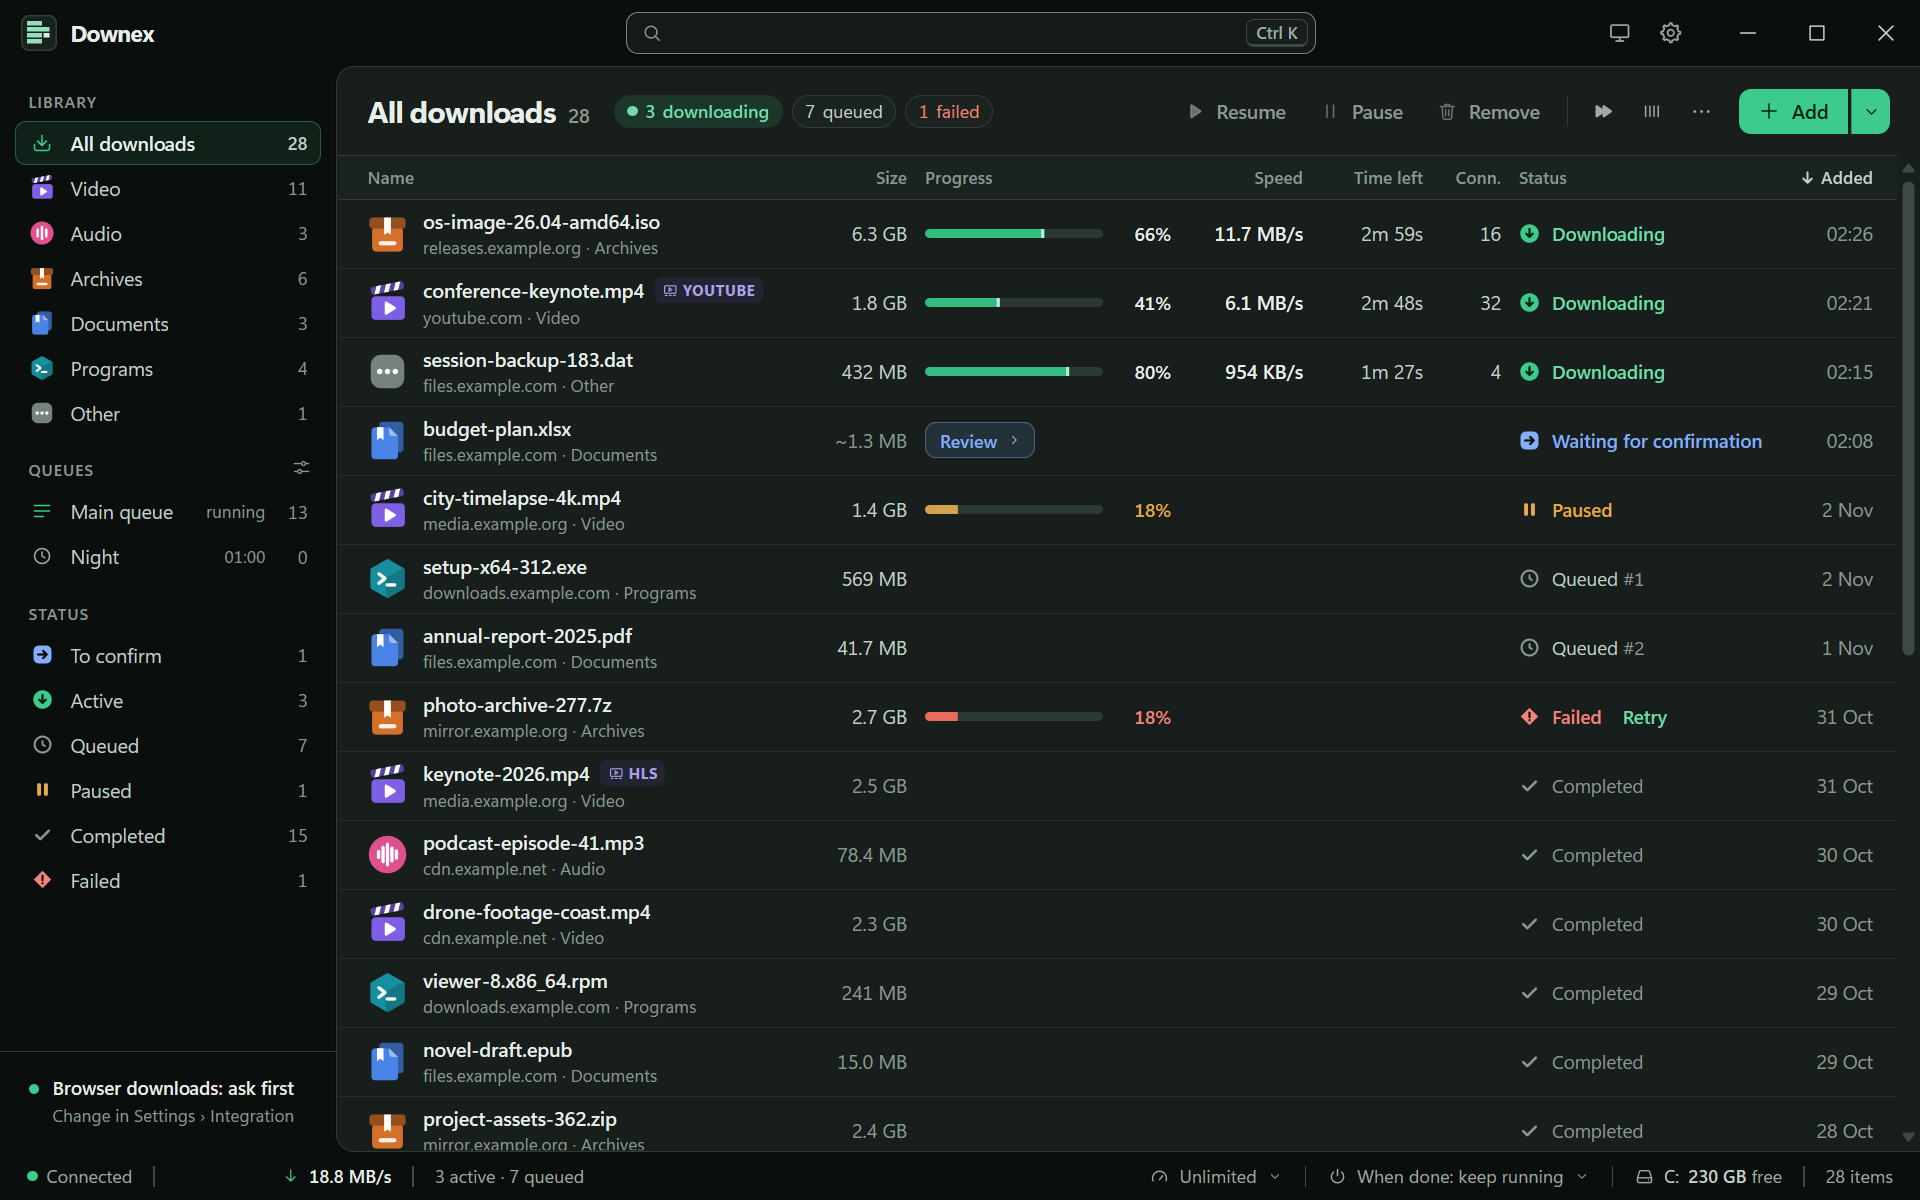 Downex
Ctrl K
LIBRARY
All downloads 28
Video 11
Audio 3
Archives 6
Documents 3
Programs 4
Other 1
QUEUES
Main queue running 13
Night 01:00 0
STATUS
To confirm 1
Active 3
Queued 7
Paused 1
Completed 15
Failed 1
Browser downloads: ask first
Change in Settings › Integration
All downloads 28 3 downloading 7 queued 1 failed Resume Pause Remove Add
Name Size Progress Speed Time left Conn. Status Added
os-image-26.04-amd64.iso
releases.example.org · Archives
6.3 GB 66% 11.7 MB/s 2m 59s 16 Downloading 02:26
conference-keynote.mp4 YOUTUBE
youtube.com · Video
1.8 GB 41% 6.1 MB/s 2m 48s 32 Downloading 02:21
session-backup-183.dat
files.example.com · Other
432 MB 80% 954 KB/s 1m 27s 4 Downloading 02:15
budget-plan.xlsx
files.example.com · Documents
~1.3 MB Review Waiting for confirmation 02:08
city-timelapse-4k.mp4
media.example.org · Video
1.4 GB 18% Paused 2 Nov
setup-x64-312.exe
downloads.example.com · Programs
569 MB Queued #1 2 Nov
annual-report-2025.pdf
files.example.com · Documents
41.7 MB Queued #2 1 Nov
photo-archive-277.7z
mirror.example.org · Archives
2.7 GB 18% Failed Retry 31 Oct
keynote-2026.mp4 HLS
media.example.org · Video
2.5 GB Completed 31 Oct
podcast-episode-41.mp3
cdn.example.net · Audio
78.4 MB Completed 30 Oct
drone-footage-coast.mp4
cdn.example.net · Video
2.3 GB Completed 30 Oct
viewer-8.x86_64.rpm
downloads.example.com · Programs
241 MB Completed 29 Oct
novel-draft.epub
files.example.com · Documents
15.0 MB Completed 29 Oct
project-assets-362.zip
mirror.example.org · Archives
2.4 GB Completed 28 Oct
Connected 18.8 MB/s 3 active · 7 queued Unlimited When done: keep running C: 230 GB free 28 items